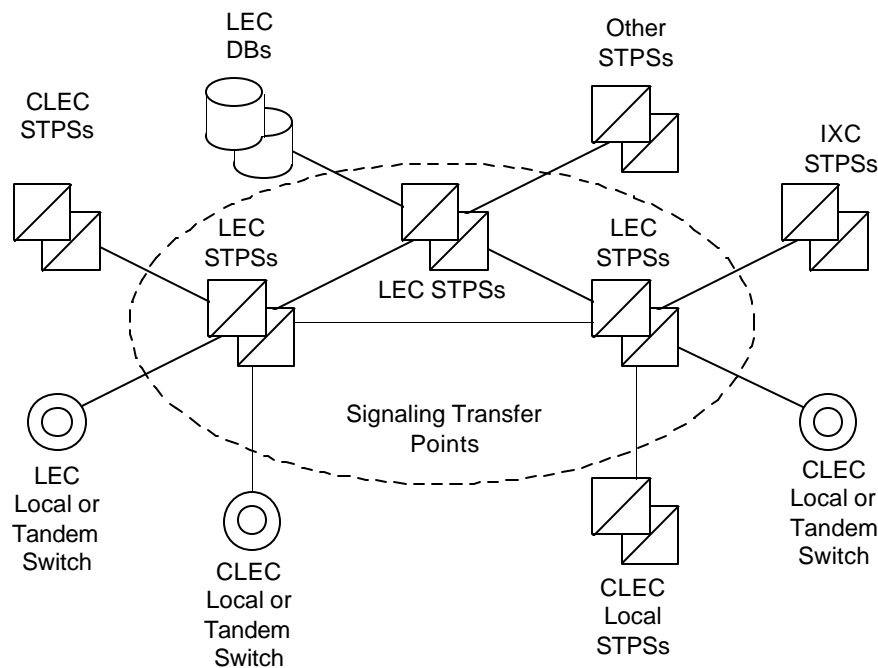 LEC
DBs
Other
STPSs
CLEC
STPSs
IXC
STPSs
LEC
STPSs
LEC
STPSs
LEC STPSs
Signaling Transfer
Points
LEC
Local or
Tandem
Switch
CLEC
Local or
Tandem
Switch
CLEC
Local
STPSs
CLEC
Local or
Tandem
Switch